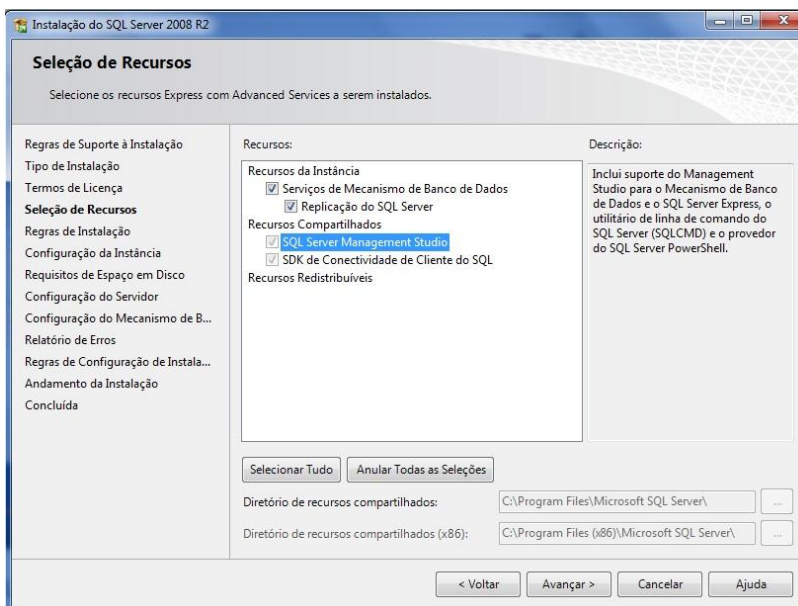 Instalação do SQL Server 2008 R2
Seleção de Recursos
Selecione os recursos Express com Advanced Services a serem instalados.
Regras de Suporte à Instalação
Tipo de Instalação
Termos de Licença
Seleção de Recursos
Regras de Instalação
Configuração da Instância
Requisitos de Espaço em Disco
Configuração do Servidor
Configuração do Mecanismo de B...
Relatório de Erros
Regras de Configuração de Instala...
Andamento da Instalação
Concluída
Recursos:
Recursos da Instância
Serviços de Mecanismo de Banco de Dados
Replicação do SQL Server
Recursos Compartilhados
SQL Server Management Studio
SDK de Conectividade de Cliente do SQL
Recursos Redistribuíveis
Descrição:
Inclui suporte do Management
Studio para o Mecanismo de Banco
de Dados e o SQL Server Express, o
utilitário de linha de comando do
SQL Server (SQLCMD) e o provedor
do SQL Server PowerShell.
Selecionar Tudo
Anular Todas as Seleções
Diretório de recursos compartilhados:
C:\Program Files\Microsoft SQL Server\
...
Diretório de recursos compartilhados (x86):
C:\Program Files (x86)\Microsoft SQL Server\
...
< Voltar
Avançar >
Cancelar
Ajuda